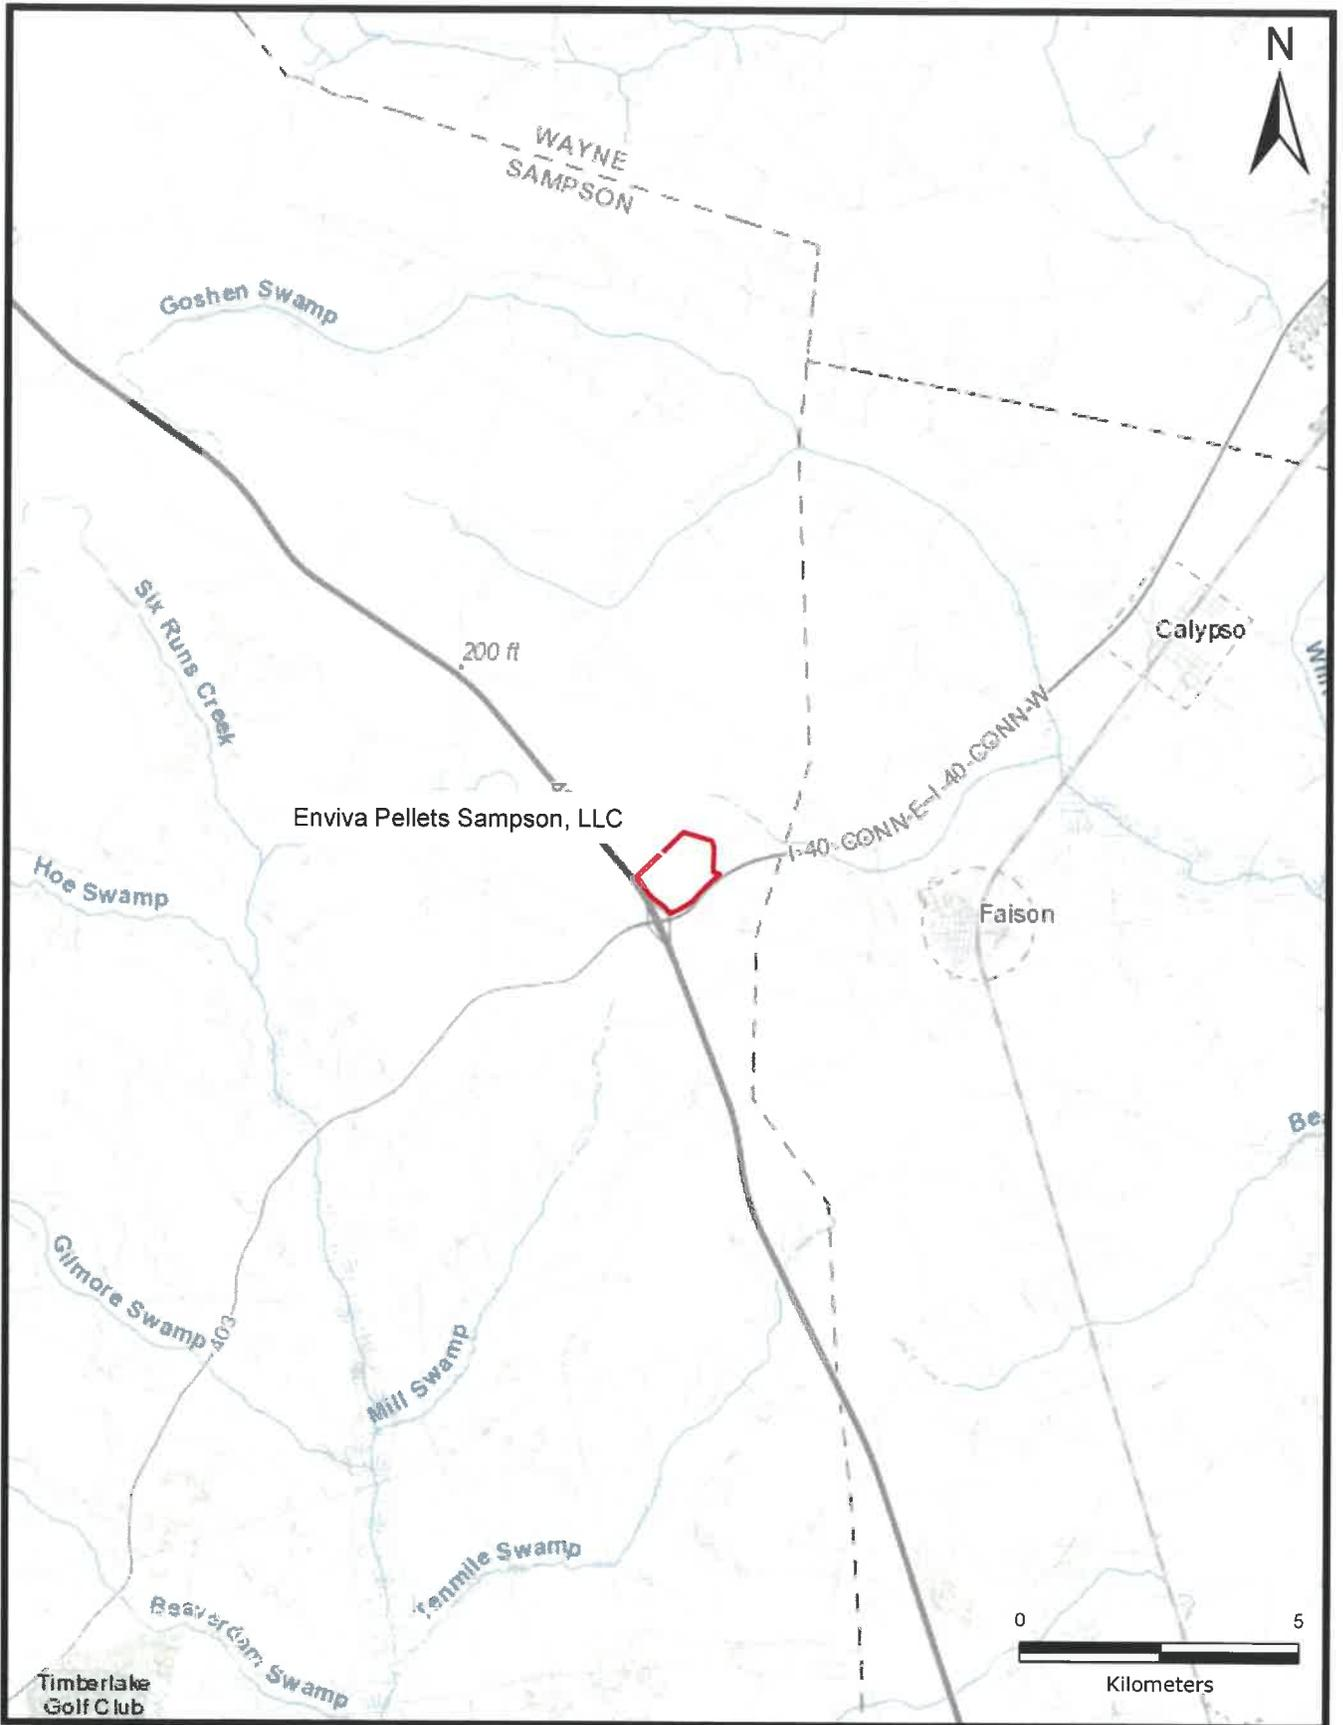 N
WAYNE
SAMPSON
Goshen Swamp
Six Runs Creek
200 ft
Calypso
I-40-CONN-E-I-40-CONN-W
Enviva Pellets Sampson, LLC
Hoe Swamp
Faison
Be
Gilmore Swamp
403
Mill Swamp
Tenmile Swamp
Beaverdam Swamp
0 5
Kilometers
Timberlake
Golf Club